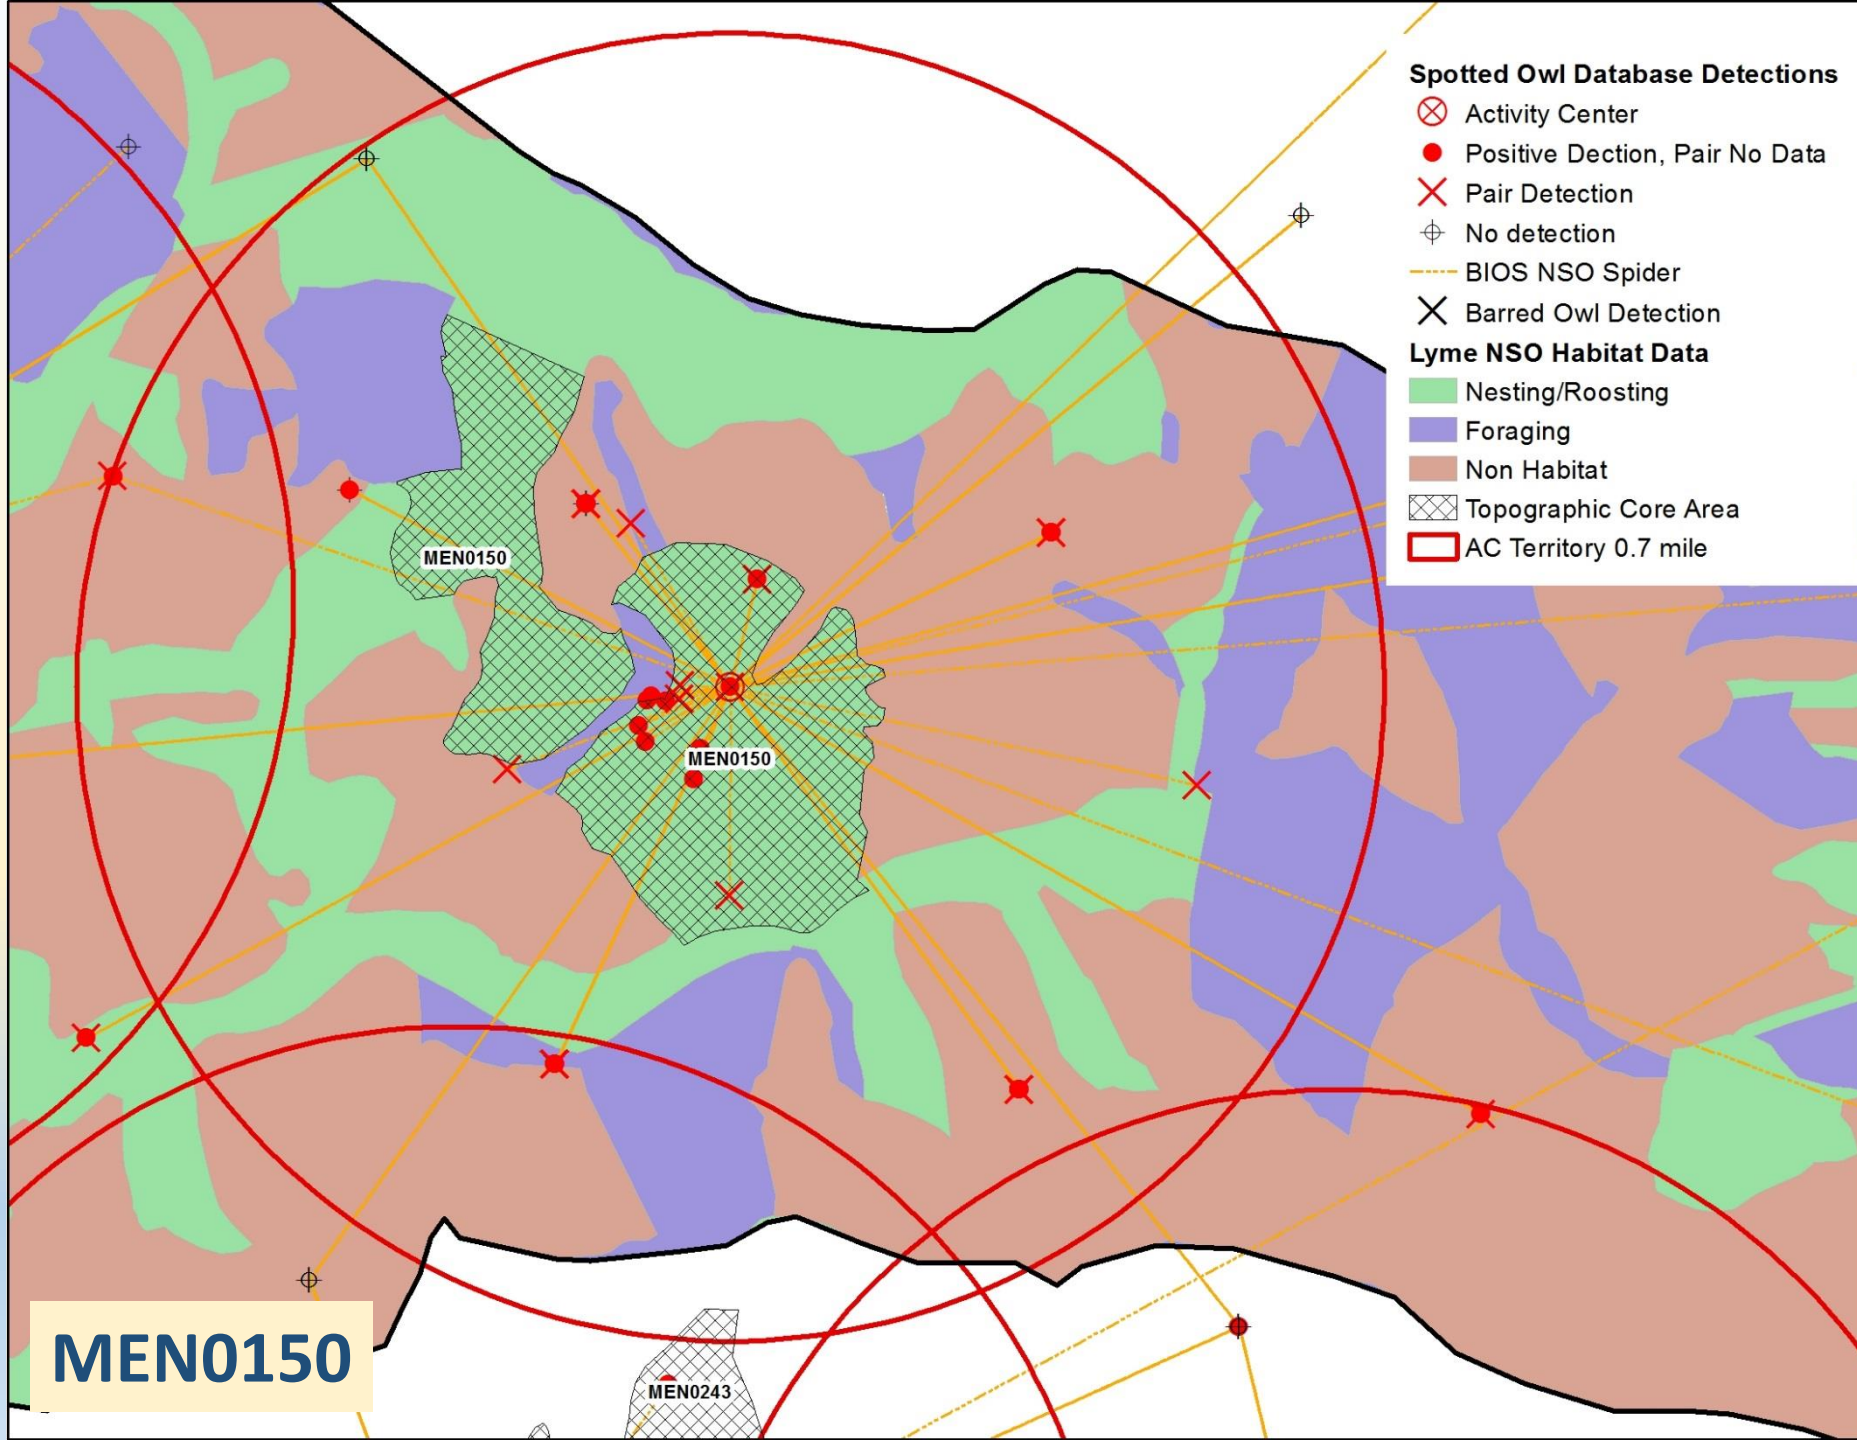 Spotted Owl Database Detections
Activity Center
Positive Dection, Pair No Data
Pair Detection
No detection
BIOS NSO Spider
Barred Owl Detection
Lyme NSO Habitat Data
Nesting/Roosting
Foraging
Non Habitat
Topographic Core Area
AC Territory 0.7 mile
MEN0150
MEN0150
MEN0150
MEN0243